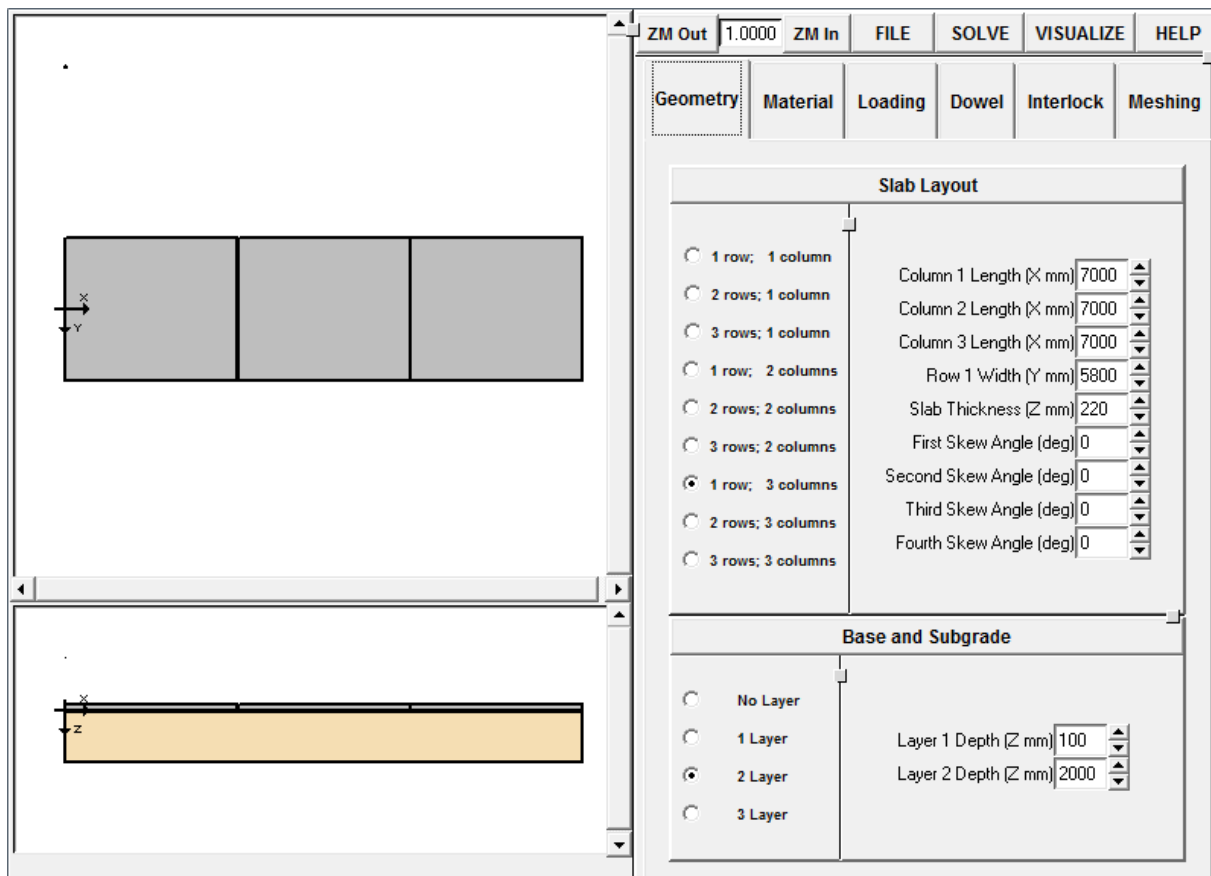 ZM Out 1.0000 ZM In FILE SOLVE VISUALIZE HELP
Geometry Material Loading Dowel Interlock Meshing
Slab Layout
1 row; 1 column
2 rows; 1 column
3 rows; 1 column
1 row; 2 columns
2 rows; 2 columns
3 rows; 2 columns
1 row; 3 columns
2 rows; 3 columns
3 rows; 3 columns
Column 1 Length (X mm) 7000
Column 2 Length (X mm) 7000
Column 3 Length (X mm) 7000
Row 1 Width (Y mm) 5800
Slab Thickness (Z mm) 220
First Skew Angle (deg) 0
Second Skew Angle (deg) 0
Third Skew Angle (deg) 0
Fourth Skew Angle (deg) 0
X
Y
Base and Subgrade
No Layer
1 Layer
2 Layer
3 Layer
Layer 1 Depth (Z mm) 100
Layer 2 Depth (Z mm) 2000
X
Z